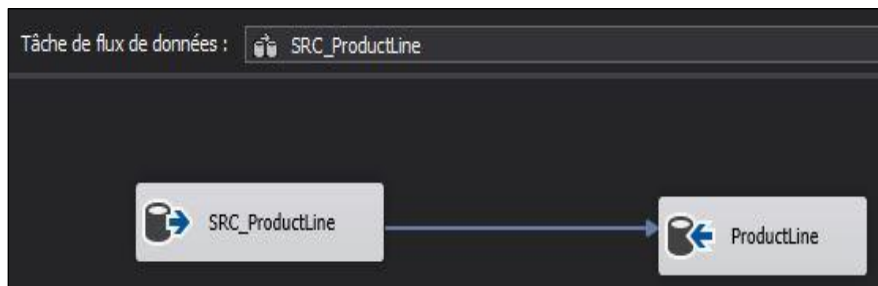 Tâche de flux de données :
SRC_ProductLine
SRC_ProductLine
ProductLine